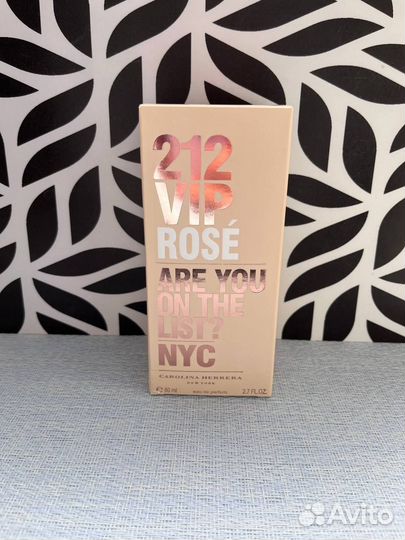 212
VIP
ROSÉ
ARE YOU
ON THE
LIST?
NYC
CAROLINA HERRERA
NEW YORK
℮ 80 ml eau de parfum 2.7 FL.OZ.
Avito